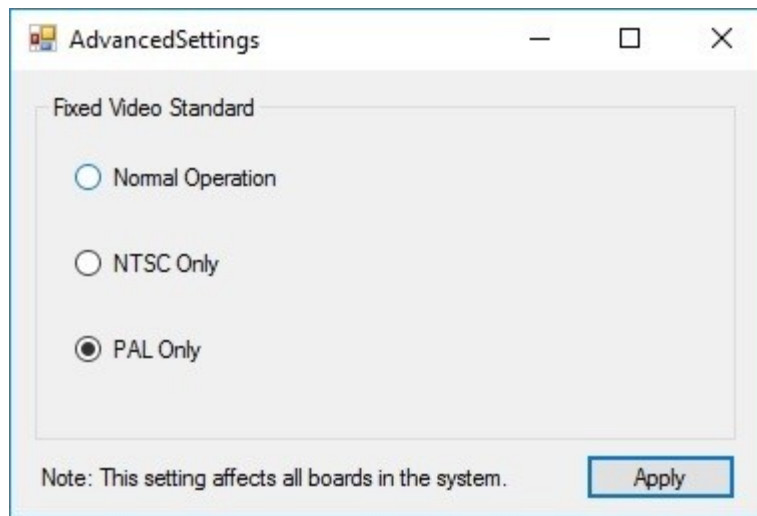 AdvancedSettings
Fixed Video Standard
Normal Operation
NTSC Only
PAL Only
Note: This setting affects all boards in the system.
Apply